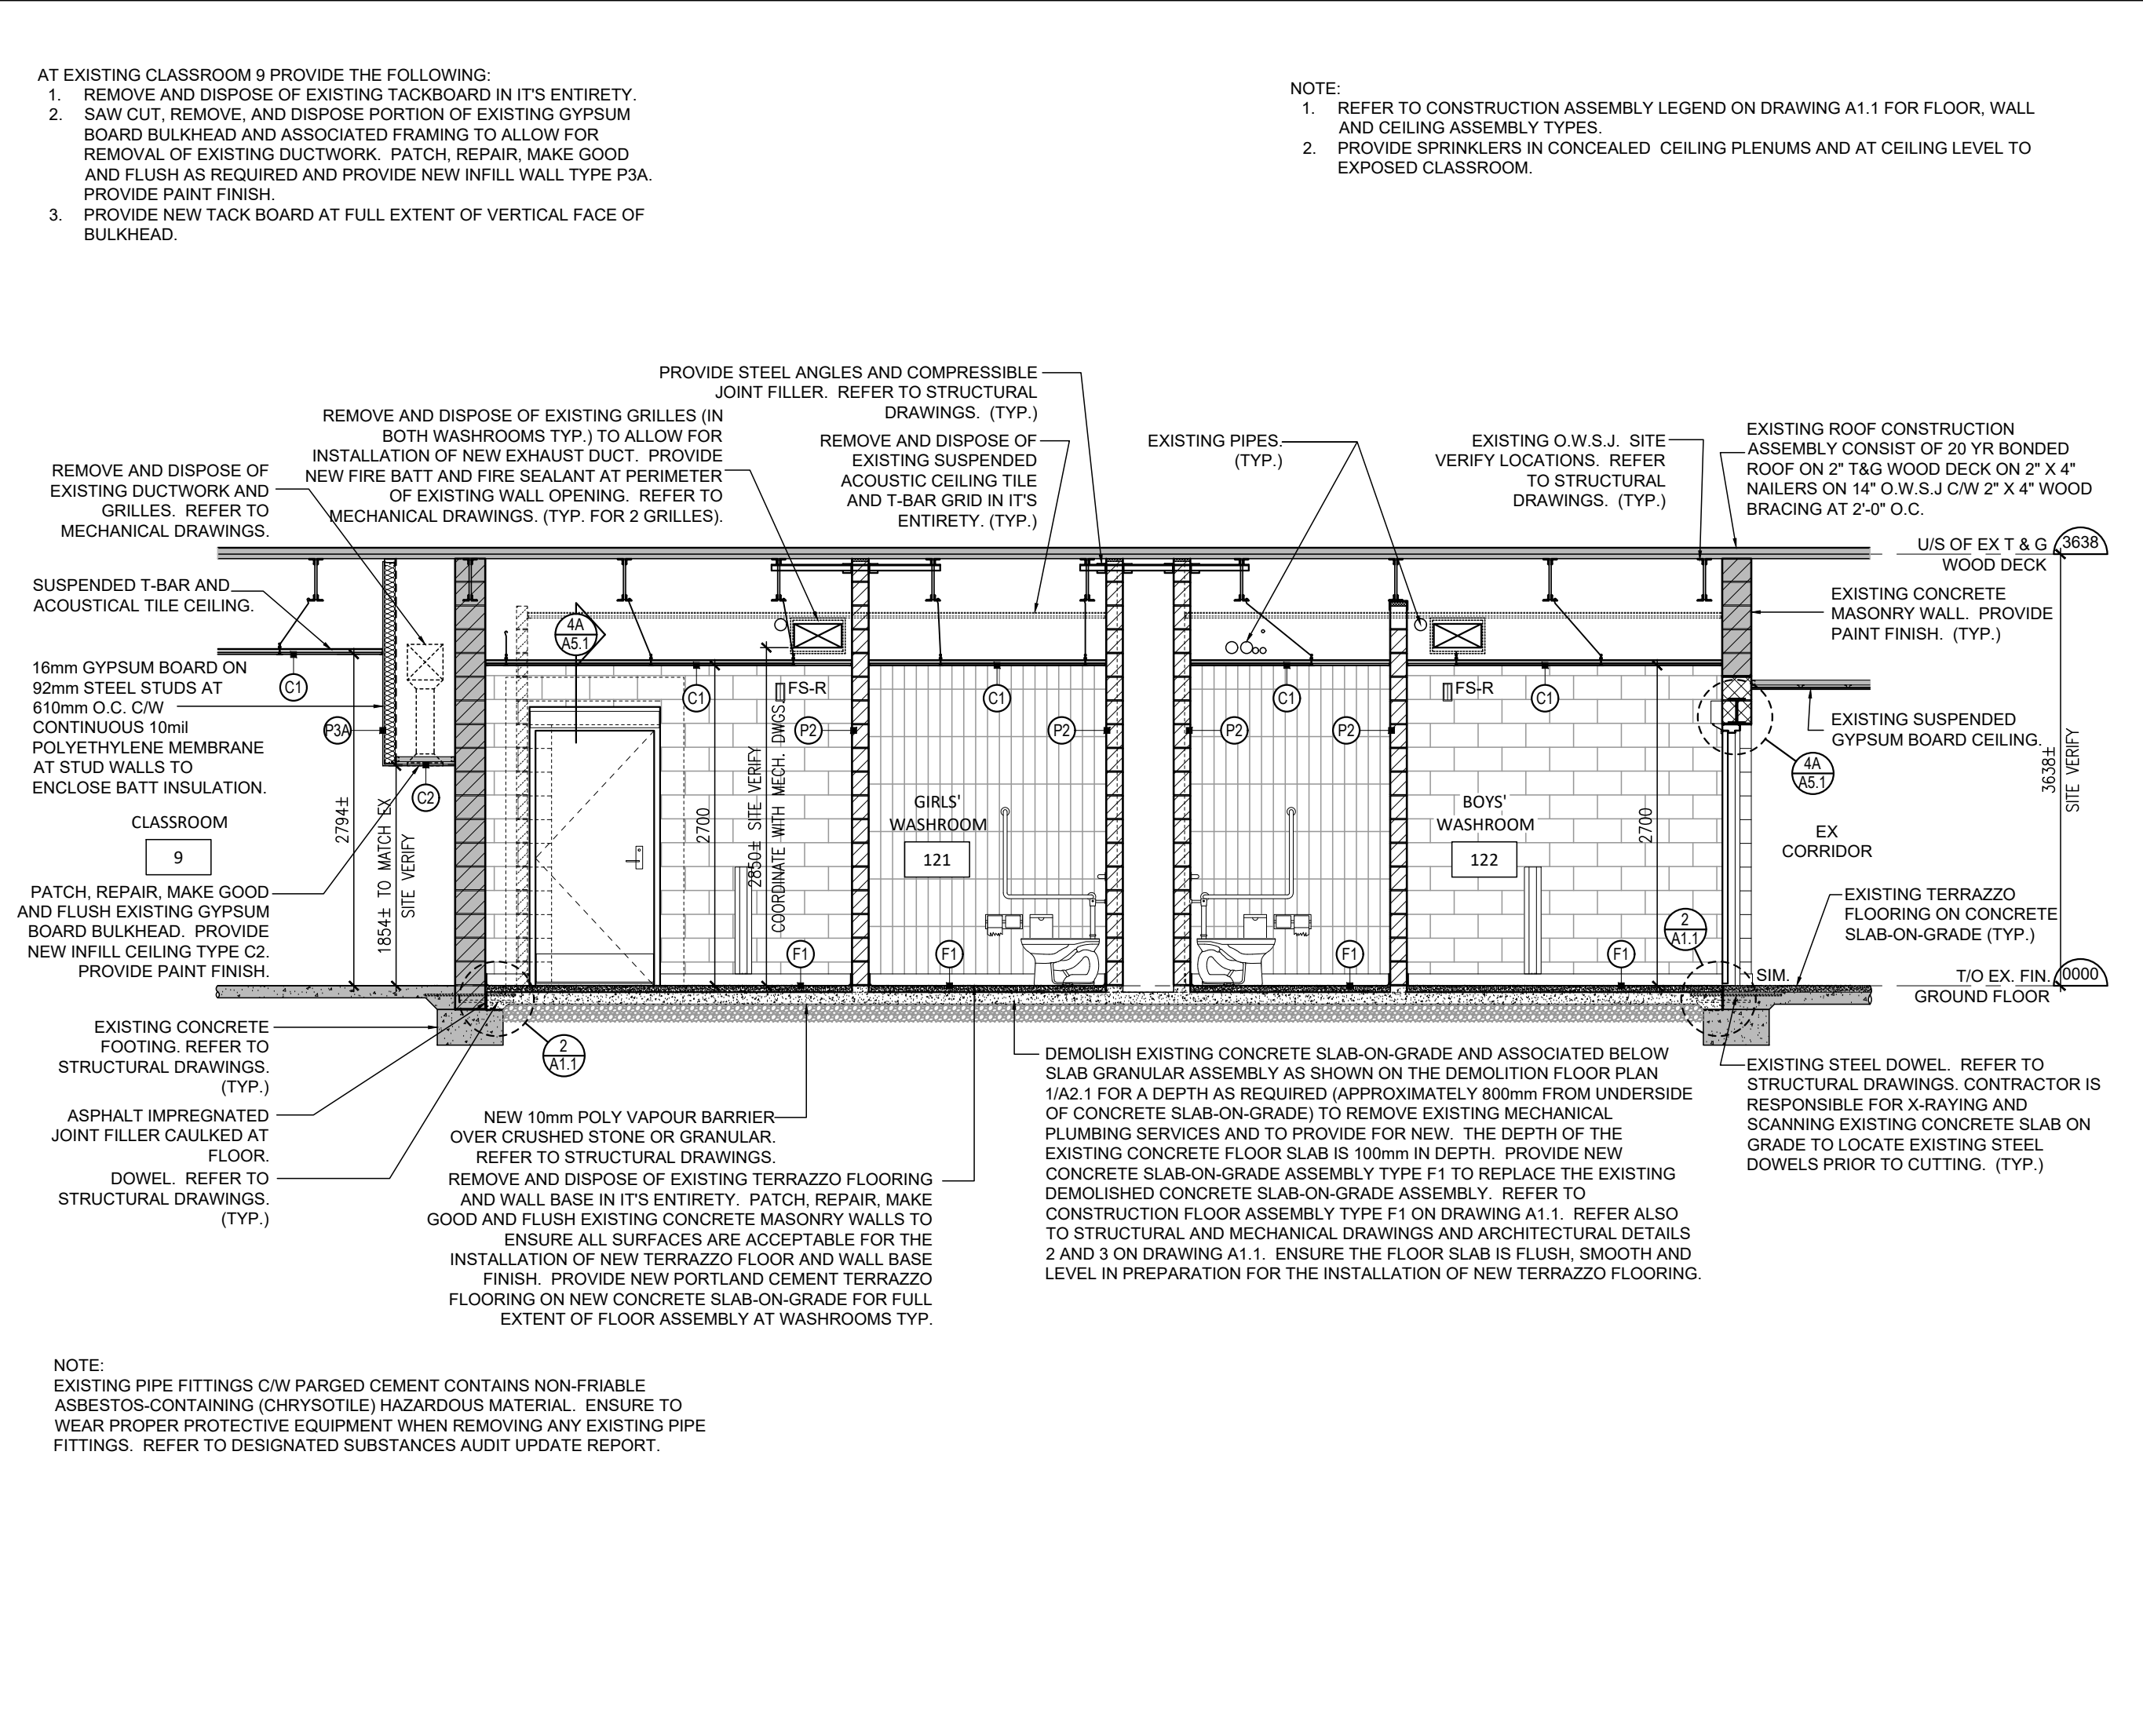 AT EXISTING CLASSROOM 9 PROVIDE THE FOLLOWING:
1. REMOVE AND DISPOSE OF EXISTING TACKBOARD IN IT'S ENTIRETY.
2. SAW CUT, REMOVE, AND DISPOSE PORTION OF EXISTING GYPSUM
BOARD BULKHEAD AND ASSOCIATED FRAMING TO ALLOW FOR
REMOVAL OF EXISTING DUCTWORK. PATCH, REPAIR, MAKE GOOD
AND FLUSH AS REQUIRED AND PROVIDE NEW INFILL WALL TYPE P3A.
PROVIDE PAINT FINISH.
3. PROVIDE NEW TACK BOARD AT FULL EXTENT OF VERTICAL FACE OF
BULKHEAD.
NOTE:
1. REFER TO CONSTRUCTION ASSEMBLY LEGEND ON DRAWING A1.1 FOR FLOOR, WALL
AND CEILING ASSEMBLY TYPES.
2. PROVIDE SPRINKLERS IN CONCEALED CEILING PLENUMS AND AT CEILING LEVEL TO
EXPOSED CLASSROOM.
PROVIDE STEEL ANGLES AND COMPRESSIBLE
JOINT FILLER. REFER TO STRUCTURAL
DRAWINGS. (TYP.)
REMOVE AND DISPOSE OF EXISTING GRILLES (IN
BOTH WASHROOMS TYP.) TO ALLOW FOR
INSTALLATION OF NEW EXHAUST DUCT. PROVIDE
NEW FIRE BATT AND FIRE SEALANT AT PERIMETER
OF EXISTING WALL OPENING. REFER TO
MECHANICAL DRAWINGS. (TYP. FOR 2 GRILLES).
REMOVE AND DISPOSE OF
EXISTING SUSPENDED
ACOUSTIC CEILING TILE
AND T-BAR GRID IN IT'S
ENTIRETY. (TYP.)
EXISTING PIPES.
(TYP.)
EXISTING O.W.S.J. SITE
VERIFY LOCATIONS. REFER
TO STRUCTURAL
DRAWINGS. (TYP.)
EXISTING ROOF CONSTRUCTION
ASSEMBLY CONSIST OF 20 YR BONDED
ROOF ON 2" T&G WOOD DECK ON 2" X 4"
NAILERS ON 14" O.W.S.J C/W 2" X 4" WOOD
BRACING AT 2'-0" O.C.
REMOVE AND DISPOSE OF
EXISTING DUCTWORK AND
GRILLES. REFER TO
MECHANICAL DRAWINGS.
U/S OF EX T & G
WOOD DECK
3638
SUSPENDED T-BAR AND
ACOUSTICAL TILE CEILING.
EXISTING CONCRETE
MASONRY WALL. PROVIDE
PAINT FINISH. (TYP.)
4A
A5.1
16mm GYPSUM BOARD ON
92mm STEEL STUDS AT
610mm O.C. C/W
CONTINUOUS 10mil
POLYETHYLENE MEMBRANE
AT STUD WALLS TO
ENCLOSE BATT INSULATION.
C1
P3A
C2
C1
FS-R
P2
C1
P2
C1
P2
P2
FS-R
C1
EXISTING SUSPENDED
GYPSUM BOARD CEILING.
4A
A5.1
3638±
SITE VERIFY
2794±
1854± TO MATCH EX
SITE VERIFY
2700
2850± SITE VERIFY
COORDINATE WITH MECH. DWGS.
2700
CLASSROOM
9
GIRLS'
WASHROOM
121
BOYS'
WASHROOM
122
EX
CORRIDOR
PATCH, REPAIR, MAKE GOOD
AND FLUSH EXISTING GYPSUM
BOARD BULKHEAD. PROVIDE
NEW INFILL CEILING TYPE C2.
PROVIDE PAINT FINISH.
F1
F1
F1
F1
2
A1.1
SIM.
EXISTING TERRAZZO
FLOORING ON CONCRETE
SLAB-ON-GRADE (TYP.)
T/O EX. FIN.
GROUND FLOOR
0000
EXISTING CONCRETE
FOOTING. REFER TO
STRUCTURAL DRAWINGS.
(TYP.)
2
A1.1
ASPHALT IMPREGNATED
JOINT FILLER CAULKED AT
FLOOR.
DOWEL. REFER TO
STRUCTURAL DRAWINGS.
(TYP.)
NEW 10mm POLY VAPOUR BARRIER
OVER CRUSHED STONE OR GRANULAR.
REFER TO STRUCTURAL DRAWINGS.
REMOVE AND DISPOSE OF EXISTING TERRAZZO FLOORING
AND WALL BASE IN IT'S ENTIRETY. PATCH, REPAIR, MAKE
GOOD AND FLUSH EXISTING CONCRETE MASONRY WALLS TO
ENSURE ALL SURFACES ARE ACCEPTABLE FOR THE
INSTALLATION OF NEW TERRAZZO FLOOR AND WALL BASE
FINISH. PROVIDE NEW PORTLAND CEMENT TERRAZZO
FLOORING ON NEW CONCRETE SLAB-ON-GRADE FOR FULL
EXTENT OF FLOOR ASSEMBLY AT WASHROOMS TYP.
DEMOLISH EXISTING CONCRETE SLAB-ON-GRADE AND ASSOCIATED BELOW
SLAB GRANULAR ASSEMBLY AS SHOWN ON THE DEMOLITION FLOOR PLAN
1/A2.1 FOR A DEPTH AS REQUIRED (APPROXIMATELY 800mm FROM UNDERSIDE
OF CONCRETE SLAB-ON-GRADE) TO REMOVE EXISTING MECHANICAL
PLUMBING SERVICES AND TO PROVIDE FOR NEW. THE DEPTH OF THE
EXISTING CONCRETE FLOOR SLAB IS 100mm IN DEPTH. PROVIDE NEW
CONCRETE SLAB-ON-GRADE ASSEMBLY TYPE F1 TO REPLACE THE EXISTING
DEMOLISHED CONCRETE SLAB-ON-GRADE ASSEMBLY. REFER TO
CONSTRUCTION FLOOR ASSEMBLY TYPE F1 ON DRAWING A1.1. REFER ALSO
TO STRUCTURAL AND MECHANICAL DRAWINGS AND ARCHITECTURAL DETAILS
2 AND 3 ON DRAWING A1.1. ENSURE THE FLOOR SLAB IS FLUSH, SMOOTH AND
LEVEL IN PREPARATION FOR THE INSTALLATION OF NEW TERRAZZO FLOORING.
EXISTING STEEL DOWEL. REFER TO
STRUCTURAL DRAWINGS. CONTRACTOR IS
RESPONSIBLE FOR X-RAYING AND
SCANNING EXISTING CONCRETE SLAB ON
GRADE TO LOCATE EXISTING STEEL
DOWELS PRIOR TO CUTTING. (TYP.)
NOTE:
EXISTING PIPE FITTINGS C/W PARGED CEMENT CONTAINS NON-FRIABLE
ASBESTOS-CONTAINING (CHRYSOTILE) HAZARDOUS MATERIAL. ENSURE TO
WEAR PROPER PROTECTIVE EQUIPMENT WHEN REMOVING ANY EXISTING PIPE
FITTINGS. REFER TO DESIGNATED SUBSTANCES AUDIT UPDATE REPORT.